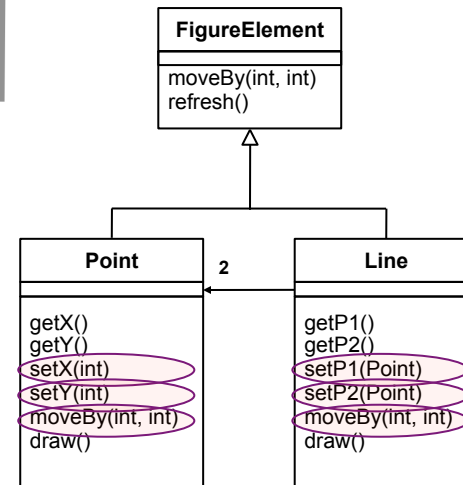 FigureElement
moveBy(int, int)
refresh()
Point
2
Line
getX()
getY()
setX(int)
setY(int)
moveBy(int, int)
draw()
getP1()
getP2()
setP1(Point)
setP2(Point)
moveBy(int, int)
draw()